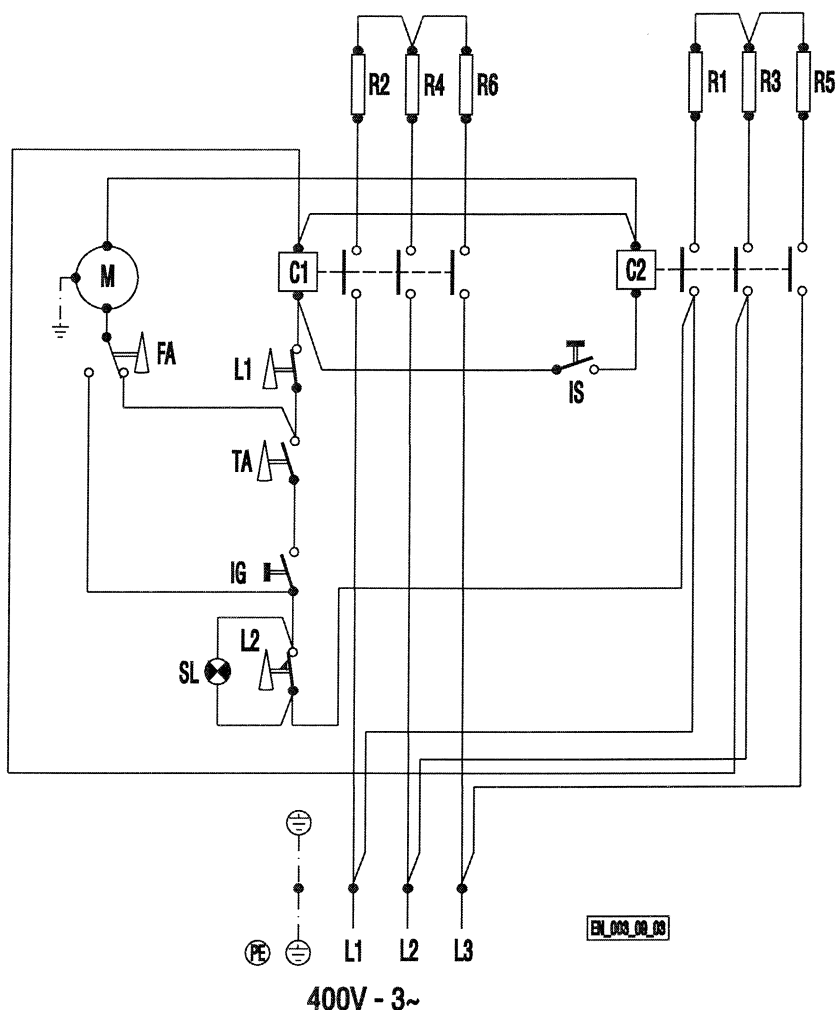 R2 R4 R6 R1 R3 R5
M C1 C2
FA
L1
IS
TA
IG
L2
SL
PE L1 L2 L3
EN_003_09_03
400V - 3~